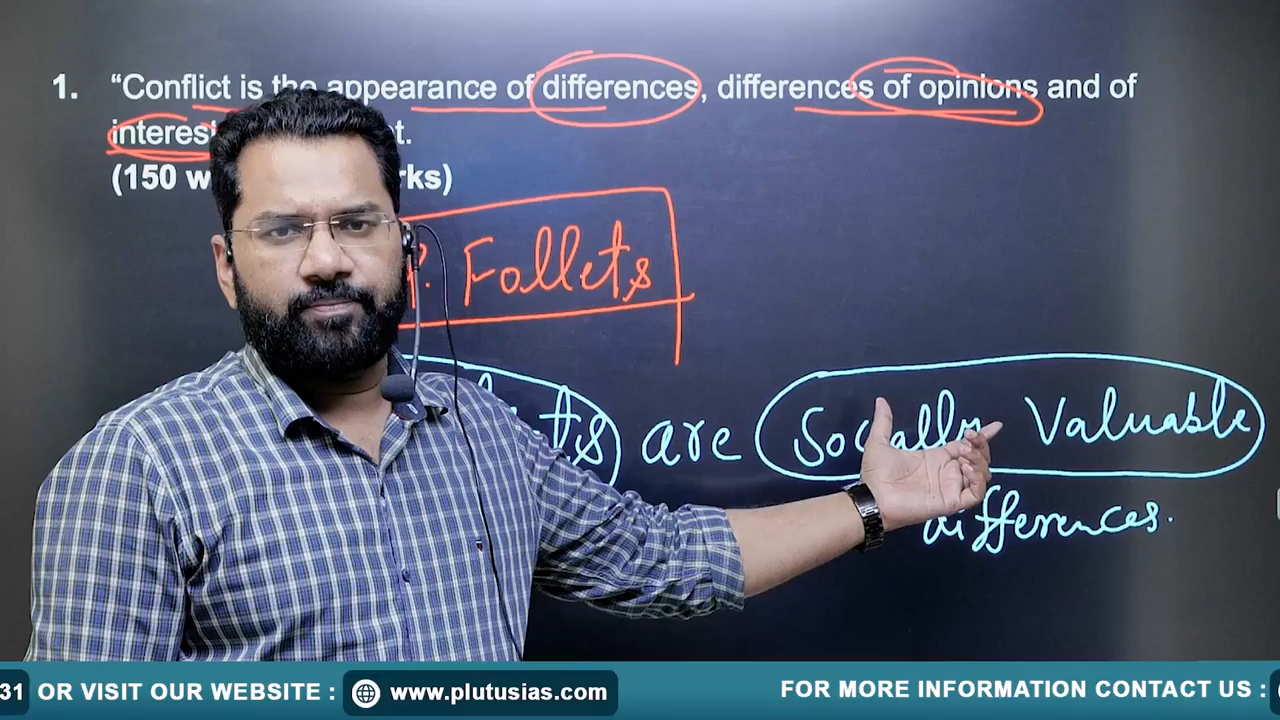 1. “Conflict is the appearance of differences, differences of opinions and of
interest
(150
P. Follets
are Socially Valuable
differences.
31 OR VISIT OUR WEBSITE : www.plutusias.com FOR MORE INFORMATION CONTACT US :